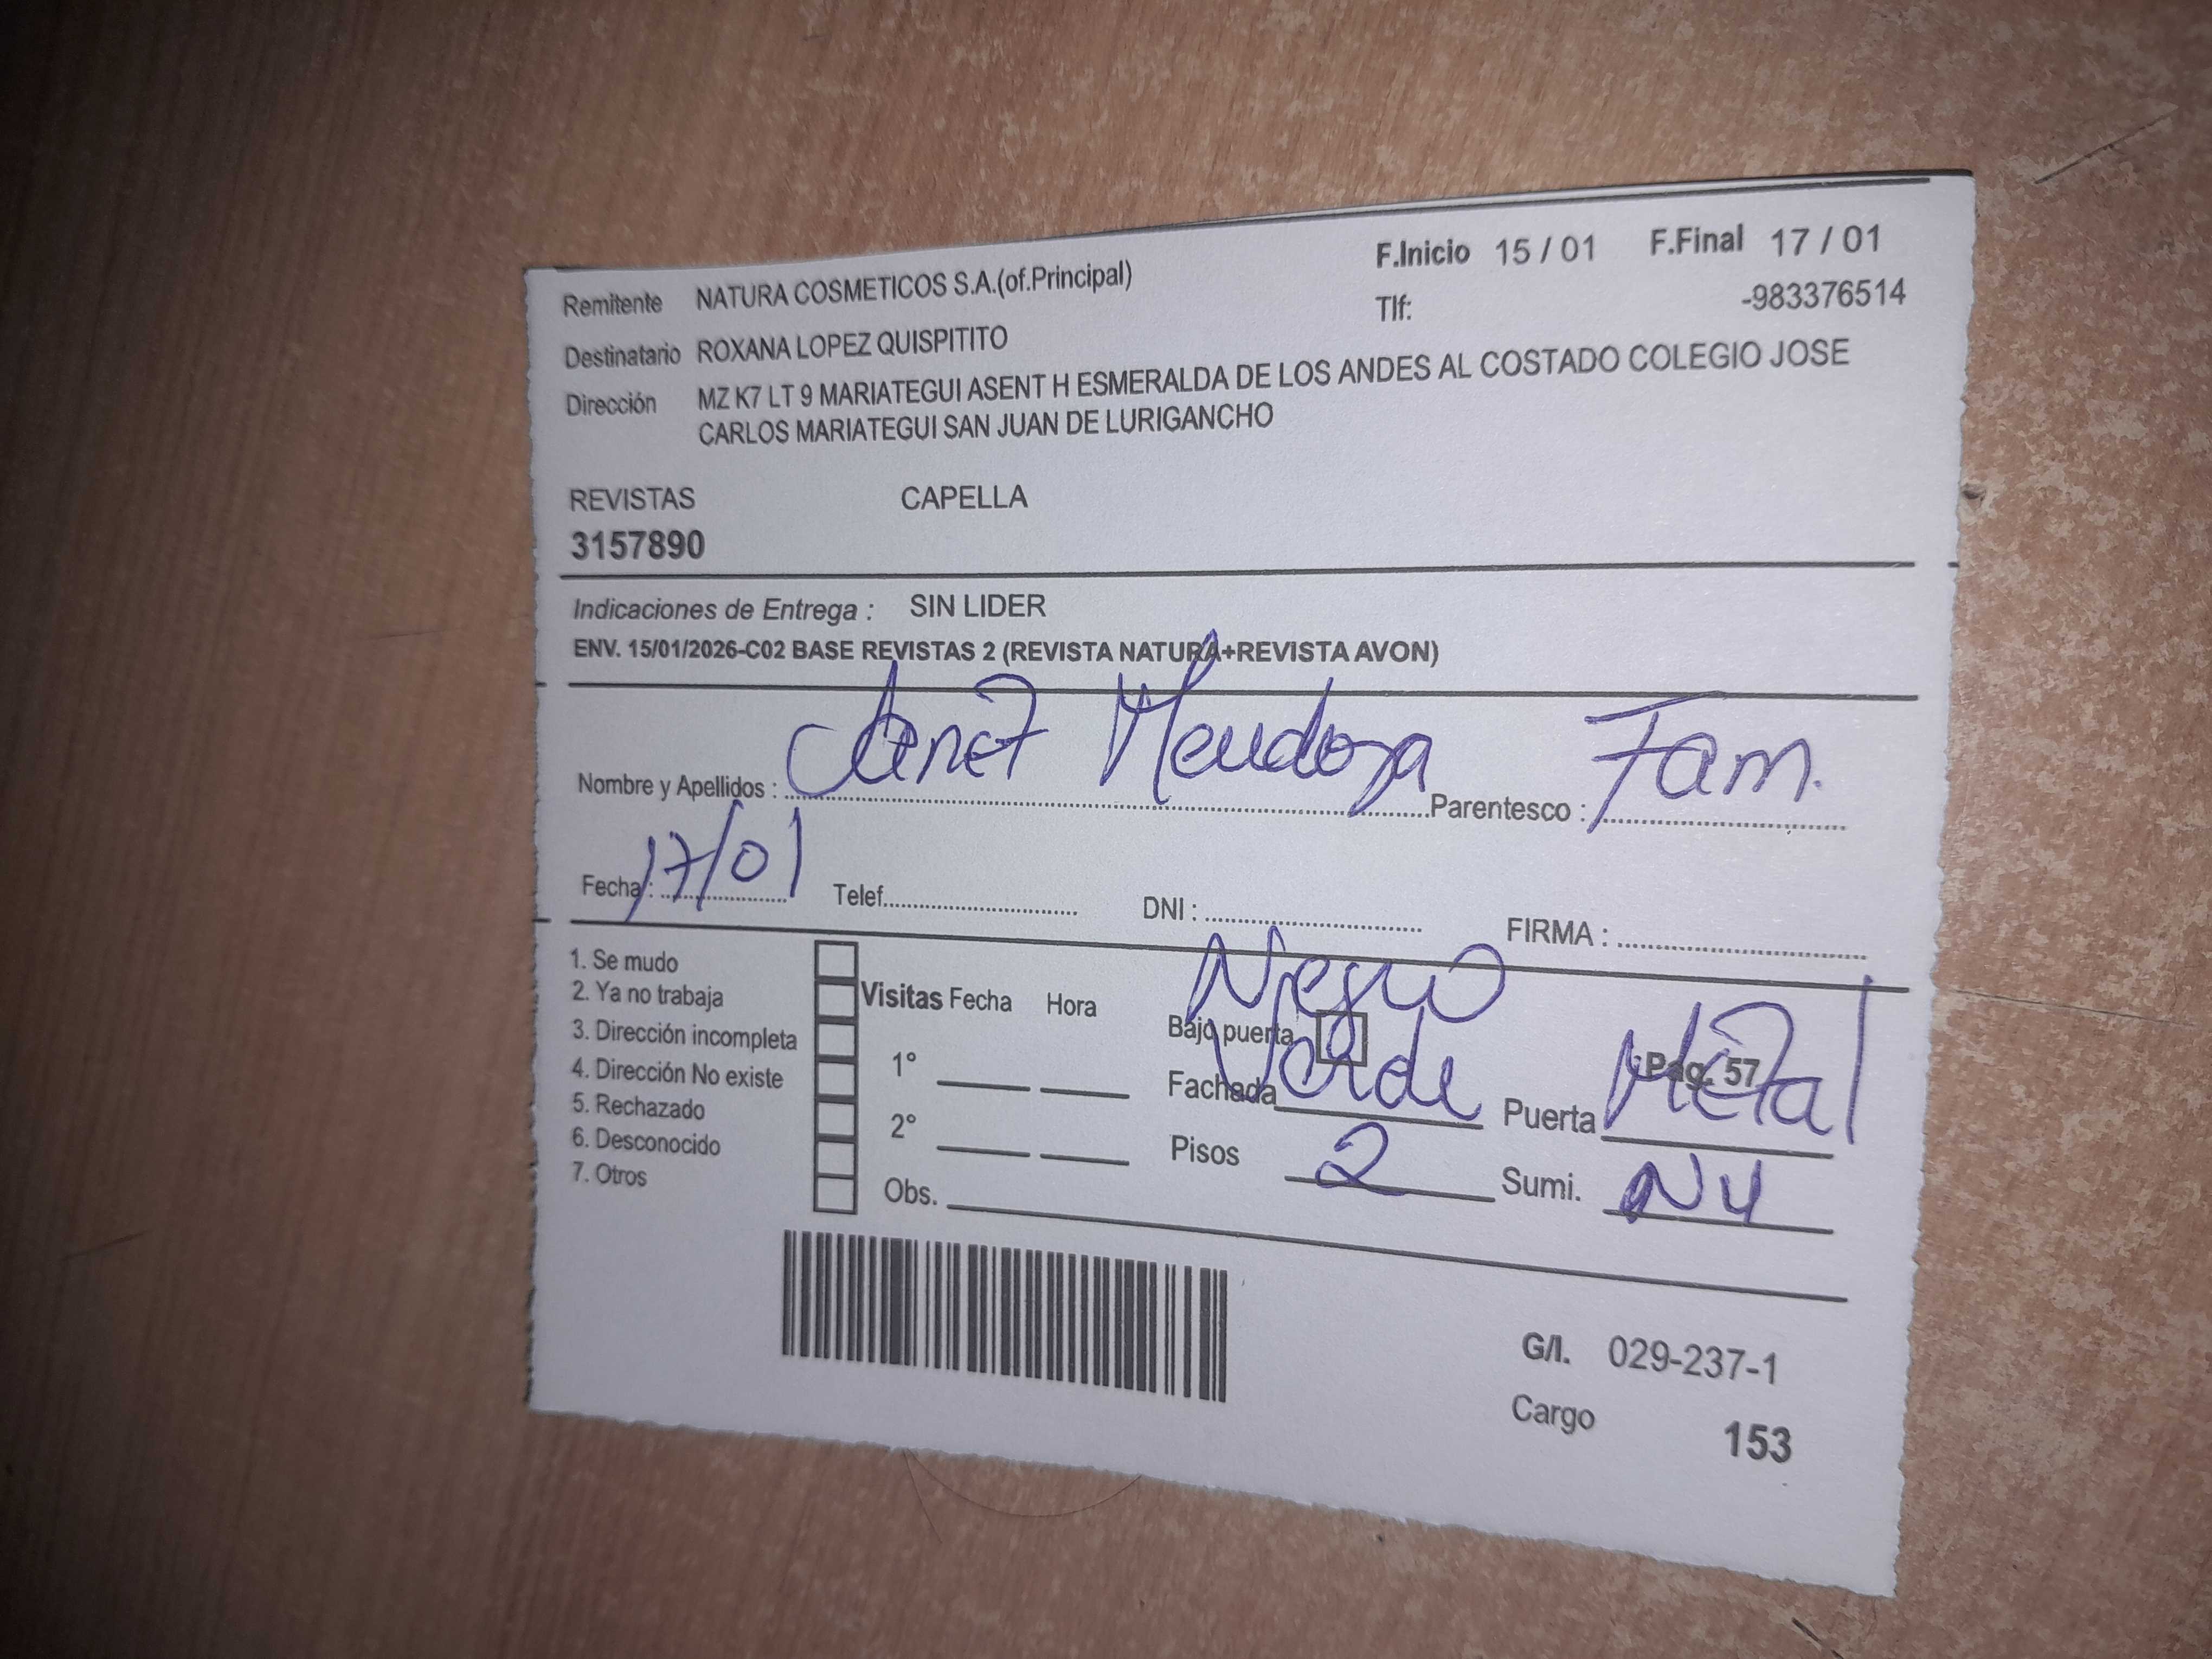 F.Inicio 15 / 01 F.Final 17 / 01
Remitente NATURA COSMETICOS S.A.(of.Principal)
Tlf: -983376514
Destinatario ROXANA LOPEZ QUISPITITO
Dirección MZ K7 LT 9 MARIATEGUI ASENT H ESMERALDA DE LOS ANDES AL COSTADO COLEGIO JOSE
CARLOS MARIATEGUI SAN JUAN DE LURIGANCHO
REVISTAS CAPELLA
3157890
Indicaciones de Entrega : SIN LIDER
ENV. 15/01/2026-C02 BASE REVISTAS 2 (REVISTA NATURA+REVISTA AVON)
Nombre y Apellidos : Janet Mendoza Parentesco : Fam.
Fecha : 17/01 Telef. DNI : FIRMA :
1. Se mudo
2. Ya no trabaja
3. Dirección incompleta
4. Dirección No existe
5. Rechazado
6. Desconocido
7. Otros
Visitas Fecha Hora
1°
2°
Obs.
Negro
Bajo puerta Pag. 57
Fachada Verde Puerta Metal
Pisos 2 Sumi. N4
G/I. 029-237-1
Cargo 153